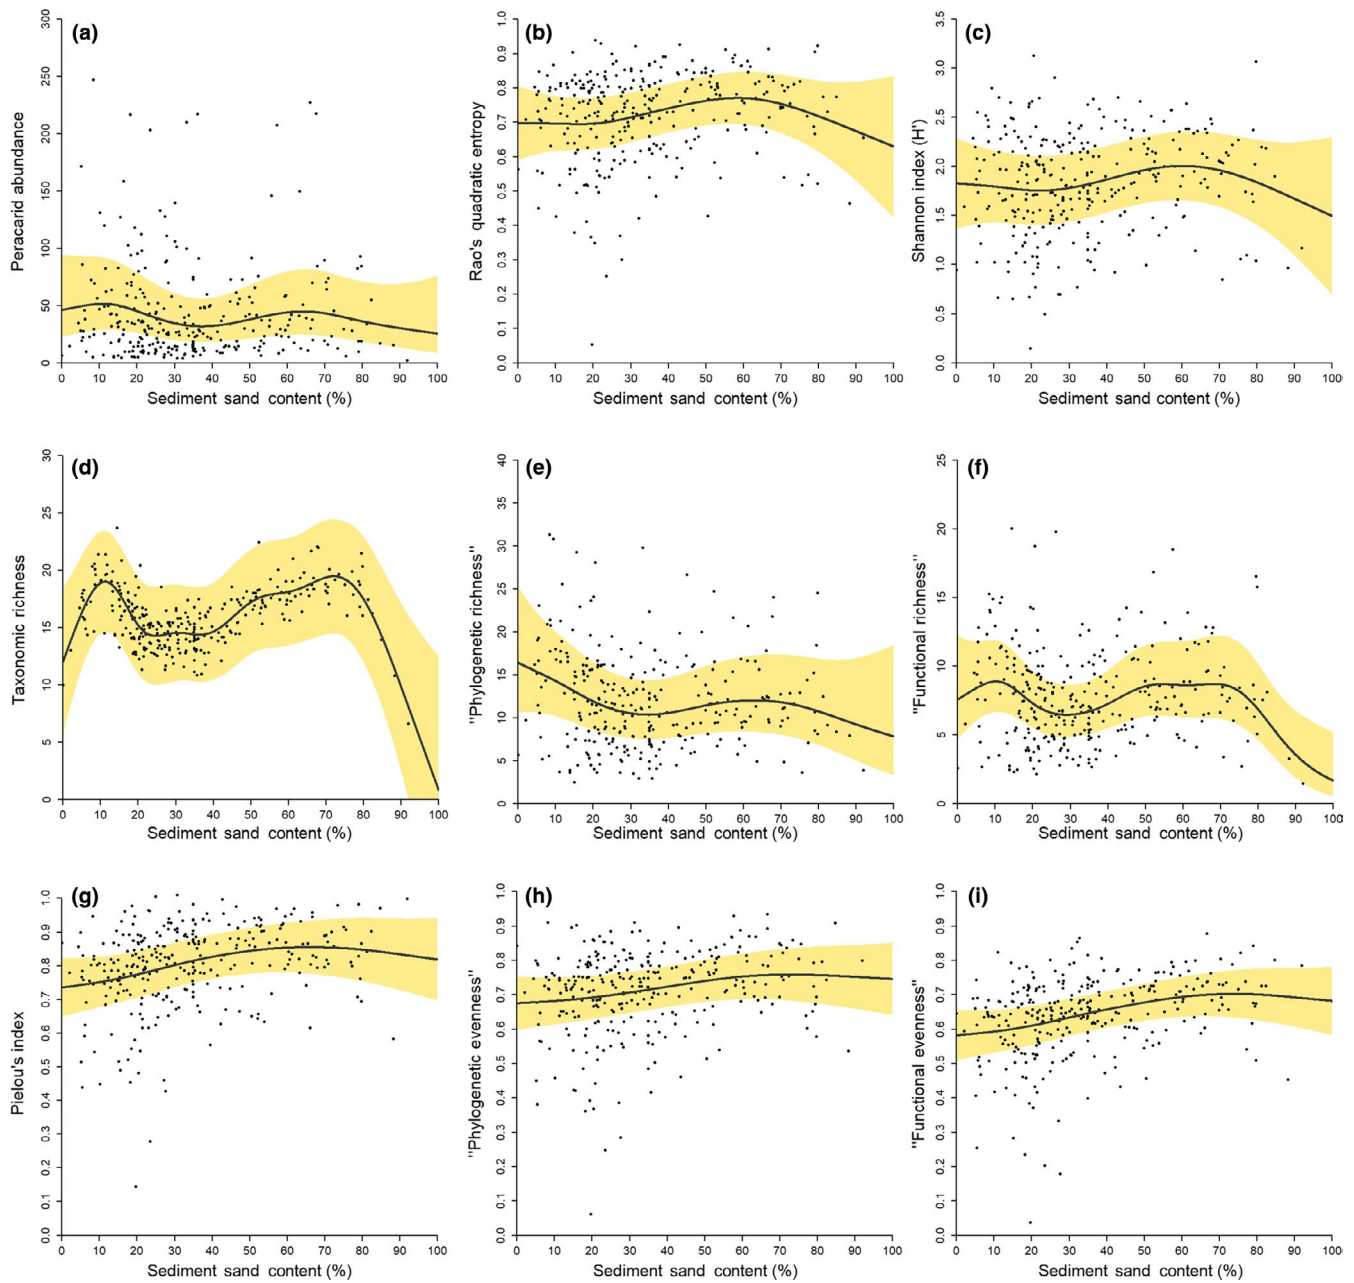 (a)
Peracarid abundance
300
250
200
150
100
50
0
0 10 20 30 40 50 60 70 80 90 100
Sediment sand content (%)
(b)
Rao's quadratic entropy
1.0
0.9
0.8
0.7
0.6
0.5
0.4
0.3
0.2
0.1
0.0
0 10 20 30 40 50 60 70 80 90 100
Sediment sand content (%)
(c)
Shannon index (H')
3.5
3.0
2.5
2.0
1.5
1.0
0.5
0.0
0 10 20 30 40 50 60 70 80 90 100
Sediment sand content (%)
(d)
Taxonomic richness
30
25
20
15
10
5
0
0 10 20 30 40 50 60 70 80 90 100
Sediment sand content (%)
(e)
"Phylogenetic richness"
40
35
30
25
20
15
10
5
0
0 10 20 30 40 50 60 70 80 90 100
Sediment sand content (%)
(f)
"Functional richness"
25
20
15
10
5
0
0 10 20 30 40 50 60 70 80 90 100
Sediment sand content (%)
(g)
Pielou's index
1.0
0.9
0.8
0.7
0.6
0.5
0.4
0.3
0.2
0.1
0.0
0 10 20 30 40 50 60 70 80 90 100
Sediment sand content (%)
(h)
"Phylogenetic evenness"
1.0
0.9
0.8
0.7
0.6
0.5
0.4
0.3
0.2
0.1
0.0
0 10 20 30 40 50 60 70 80 90 100
Sediment sand content (%)
(i)
"Functional evenness"
1.0
0.9
0.8
0.7
0.6
0.5
0.4
0.3
0.2
0.1
0.0
0 10 20 30 40 50 60 70 80 90 100
Sediment sand content (%)